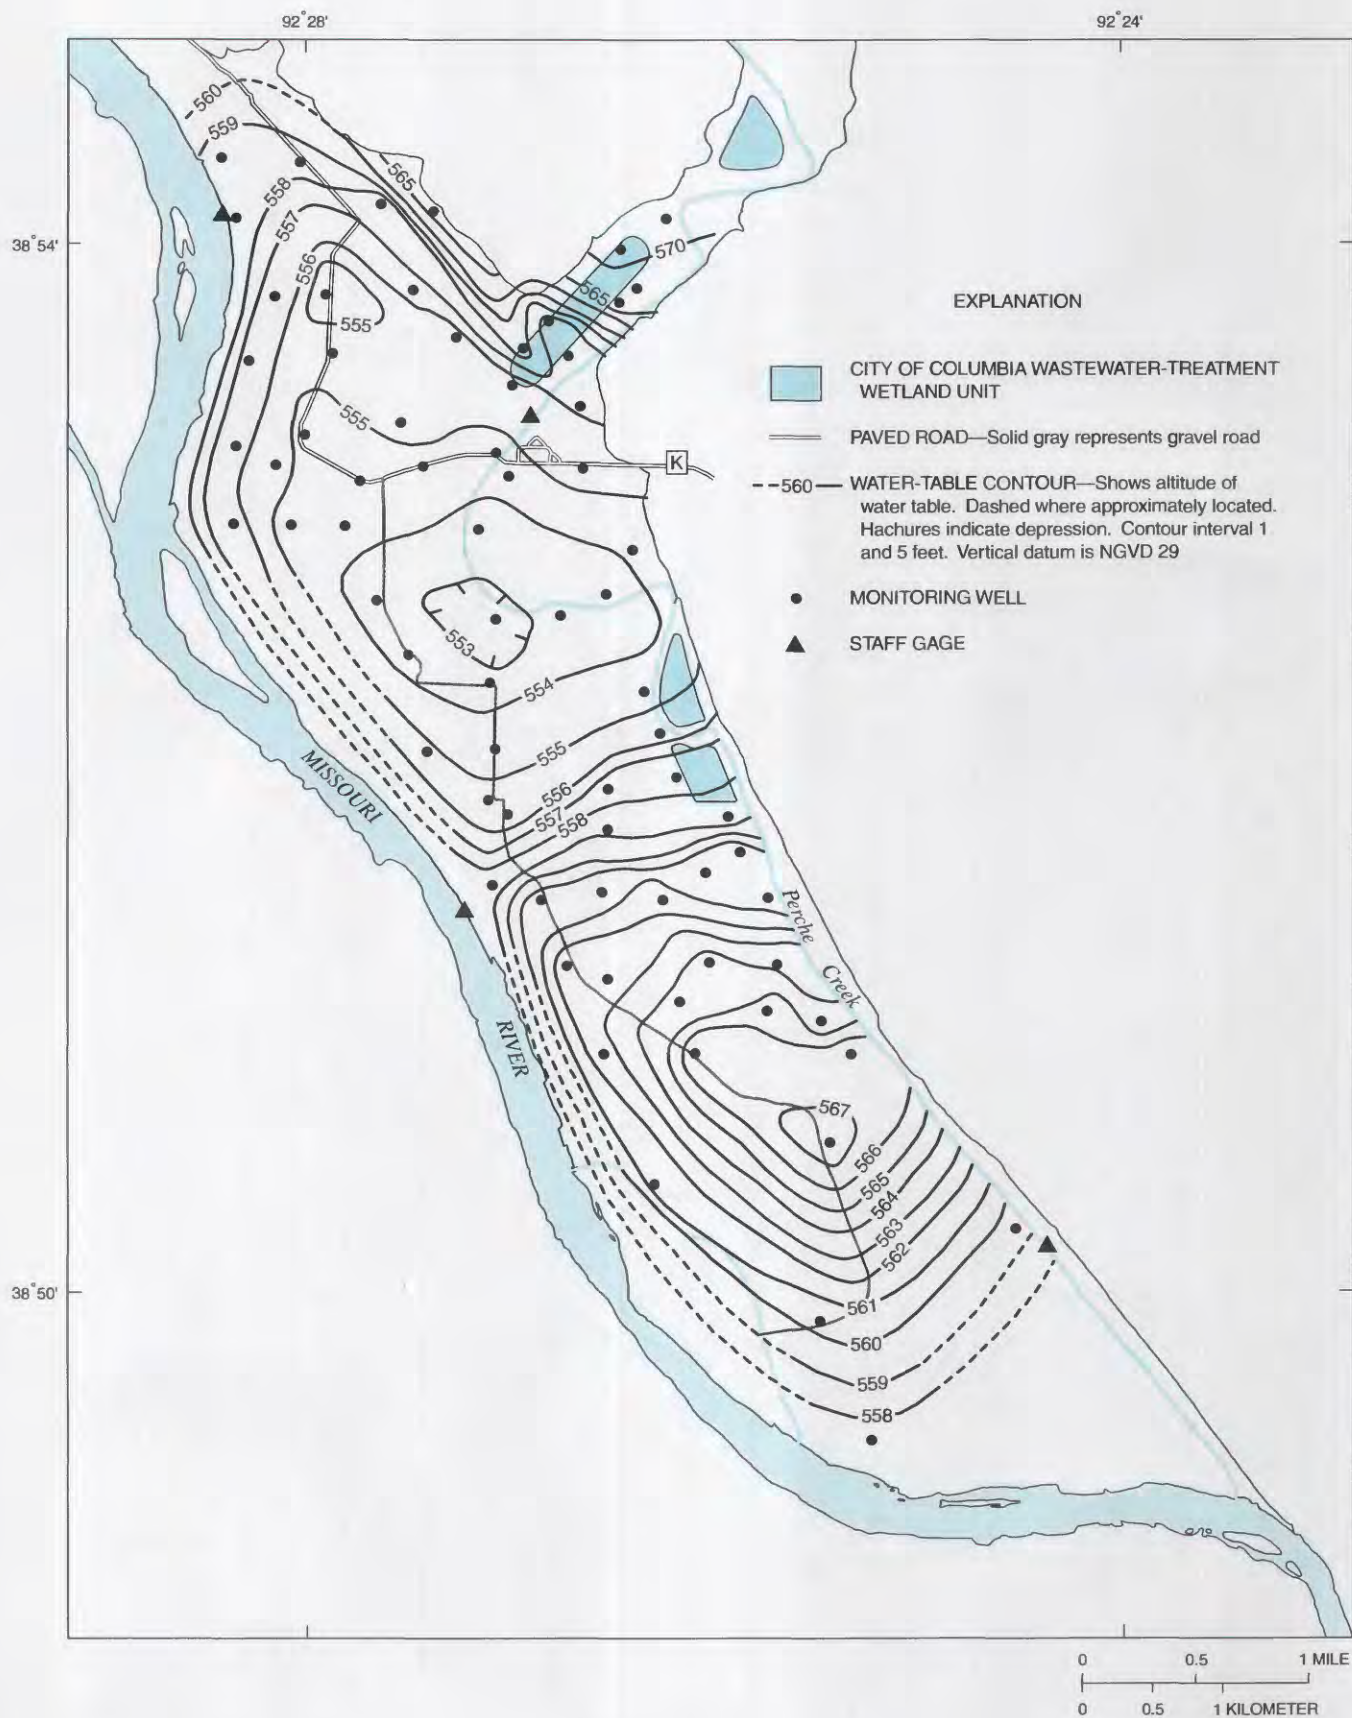 92°28'
92°24'
560
559
565
558
38°54'
557
570
556
565
EXPLANATION
555
CITY OF COLUMBIA WASTEWATER-TREATMENT
WETLAND UNIT
555
PAVED ROAD—Solid gray represents gravel road
K
--560— WATER-TABLE CONTOUR—Shows altitude of
water table. Dashed where approximately located.
Hachures indicate depression. Contour interval 1
and 5 feet. Vertical datum is NGVD 29
MONITORING WELL
553
STAFF GAGE
554
555
MISSOURI
556
557
558
Perche
Creek
RIVER
567
566
565
564
563
562
38°50'
561
560
559
558
0 0.5 1 MILE
0 0.5 1 KILOMETER